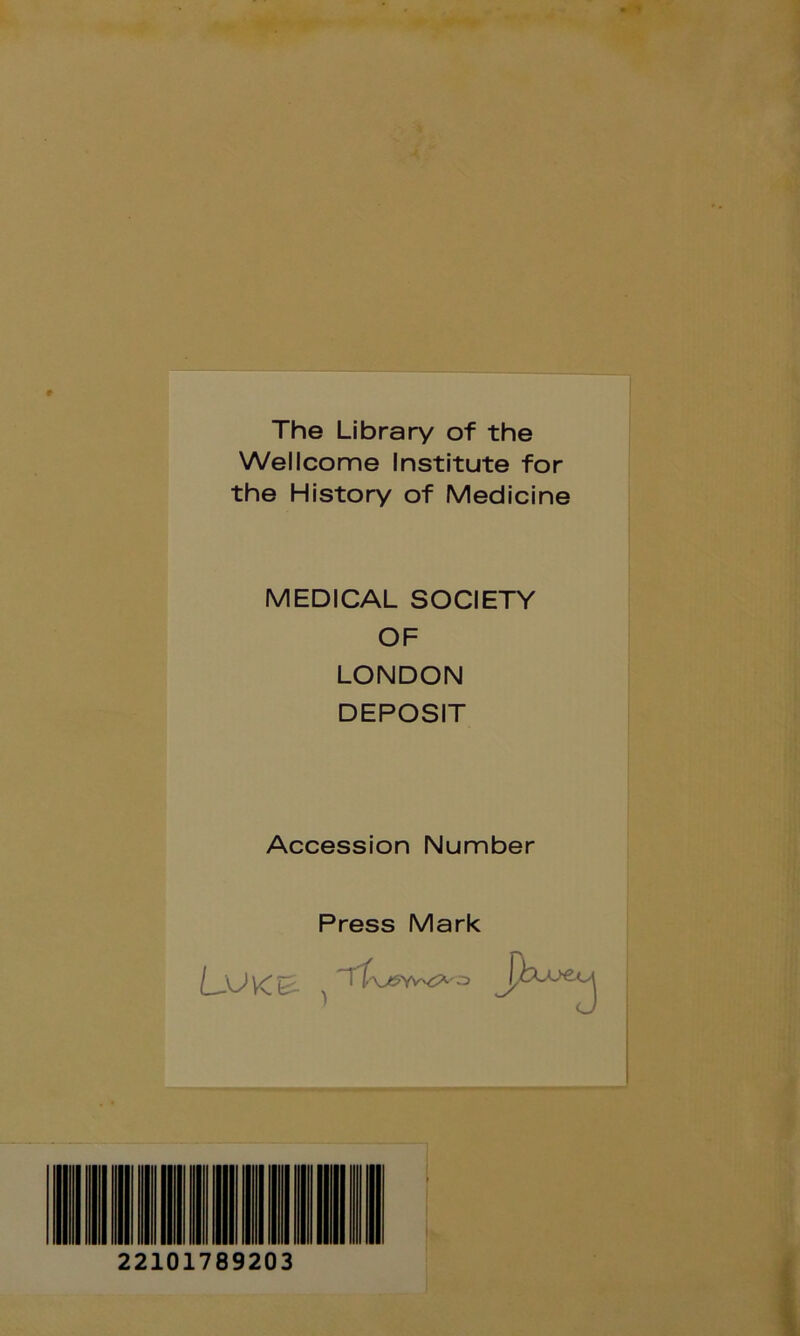 The Library of the
Wellcome Institute for
the History of Medicine
MEDICAL SOCIETY
OF
LONDON
DEPOSIT
Accession Number
Press Mark
LUKE, Thomas Davey
22101789203